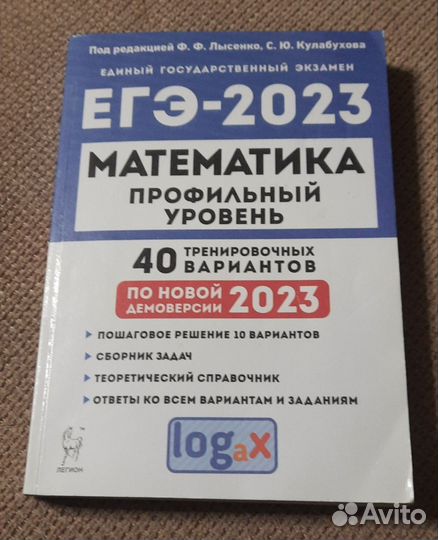 Под редакцией Ф. Ф. Лысенко, С. Ю. Кулабухова
ЕДИНЫЙ ГОСУДАРСТВЕННЫЙ ЭКЗАМЕН
ЕГЭ-2023
МАТЕМАТИКА
ПРОФИЛЬНЫЙ
УРОВЕНЬ
40 ТРЕНИРОВОЧНЫХ
ВАРИАНТОВ
ПО НОВОЙ
ДЕМОВЕРСИИ 2023
ПОШАГОВОЕ РЕШЕНИЕ 10 ВАРИАНТОВ
СБОРНИК ЗАДАЧ
ТЕОРЕТИЧЕСКИЙ СПРАВОЧНИК
ОТВЕТЫ КО ВСЕМ ВАРИАНТАМ И ЗАДАНИЯМ
logax
ЛЕГИОН
Avito